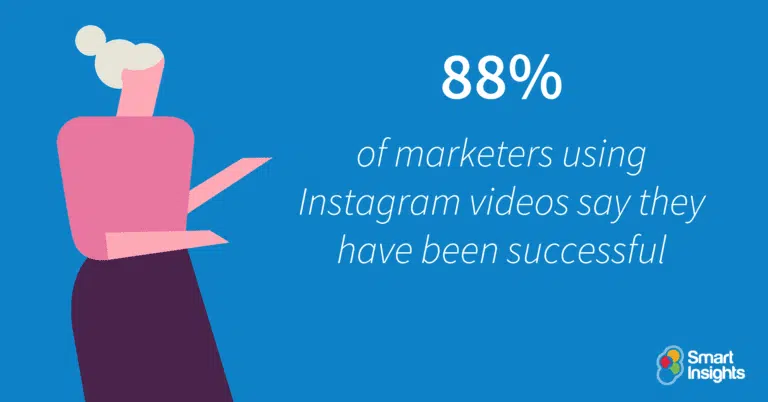 88%
of marketers using
Instagram videos say they
have been successful
Smart
Insights